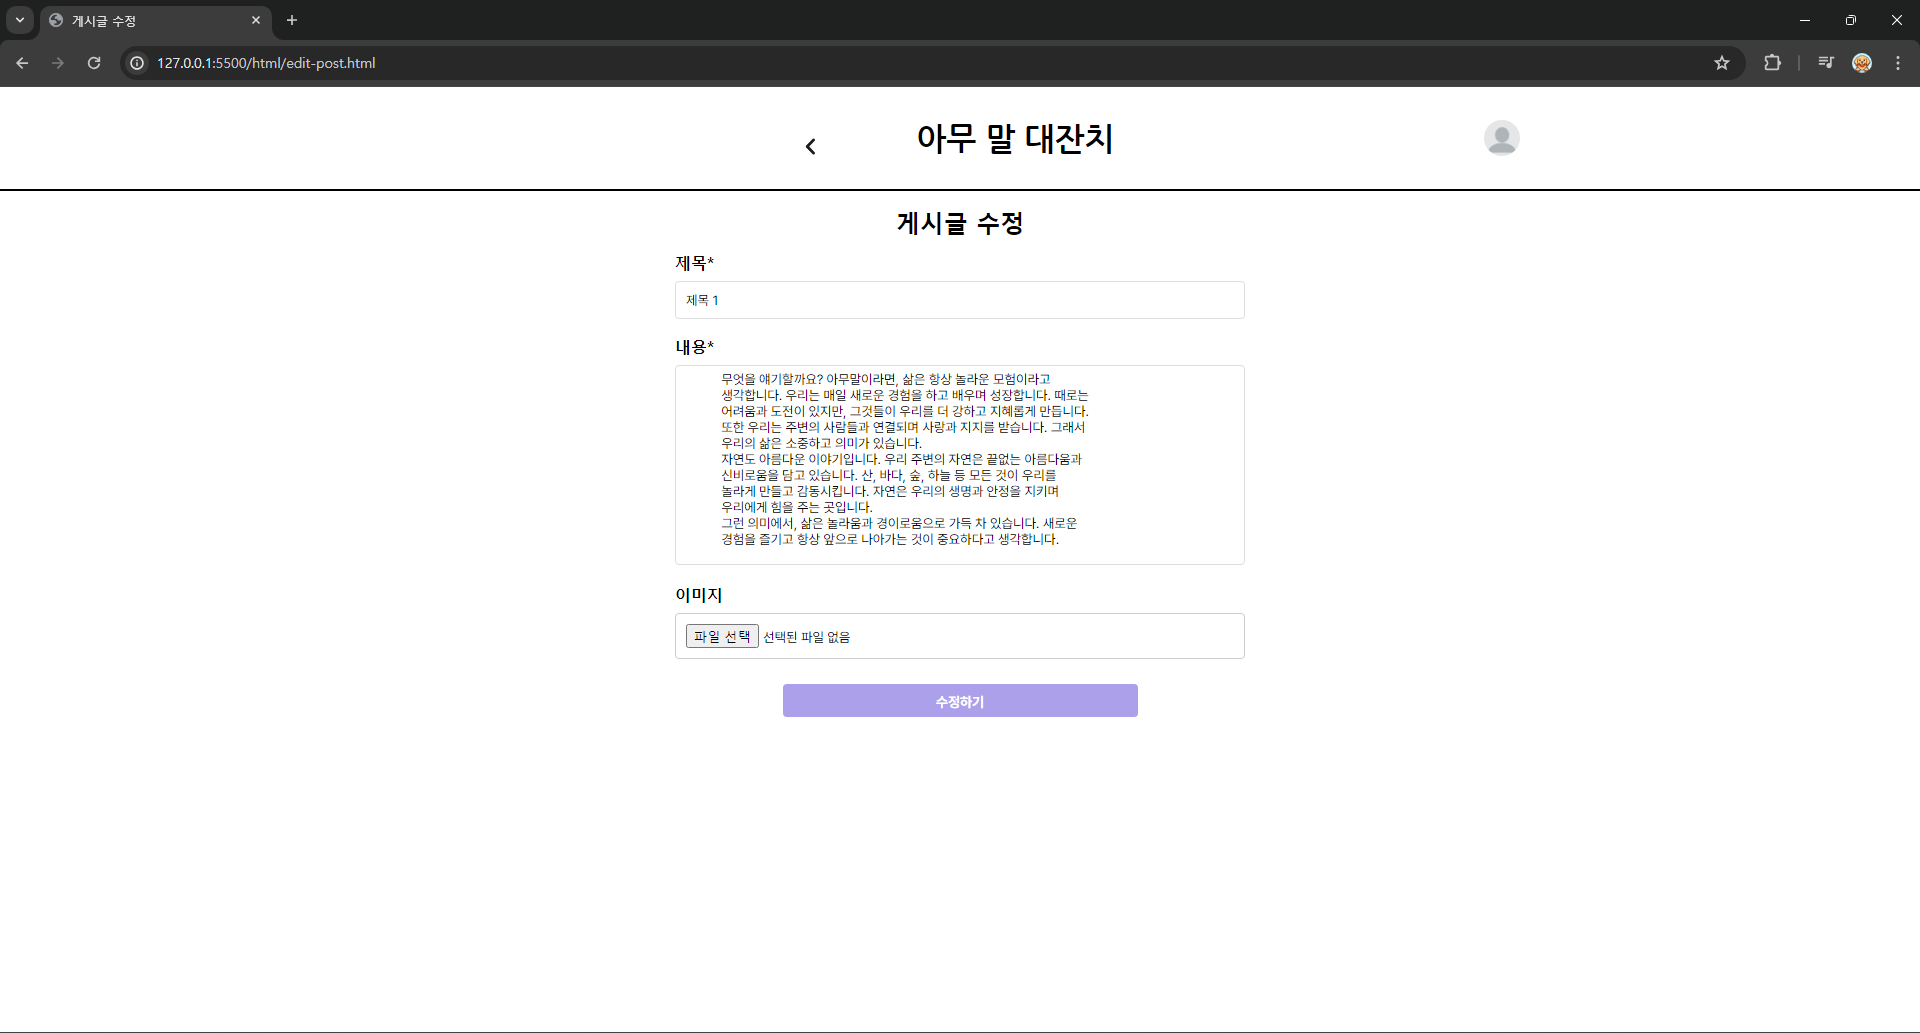 게시글 수정
127.0.0.1:5500/html/edit-post.html
아무 말 대잔치
게시글 수정
제목*
제목 1
내용*
무엇을 얘기할까요? 아무말이라면, 삶은 항상 놀라운 모험이라고
생각합니다. 우리는 매일 새로운 경험을 하고 배우며 성장합니다. 때로는
어려움과 도전이 있지만, 그것들이 우리를 더 강하고 지혜롭게 만듭니다.
또한 우리는 주변의 사람들과 연결되며 사랑과 지지를 받습니다. 그래서
우리의 삶은 소중하고 의미가 있습니다.
자연도 아름다운 이야기입니다. 우리 주변의 자연은 끝없는 아름다움과
신비로움을 담고 있습니다. 산, 바다, 숲, 하늘 등 모든 것이 우리를
놀라게 만들고 감동시킵니다. 자연은 우리의 생명과 안정을 지키며
우리에게 힘을 주는 곳입니다.
그런 의미에서, 삶은 놀라움과 경이로움으로 가득 차 있습니다. 새로운
경험을 즐기고 항상 앞으로 나아가는 것이 중요하다고 생각합니다.
이미지
파일 선택 선택된 파일 없음
수정하기